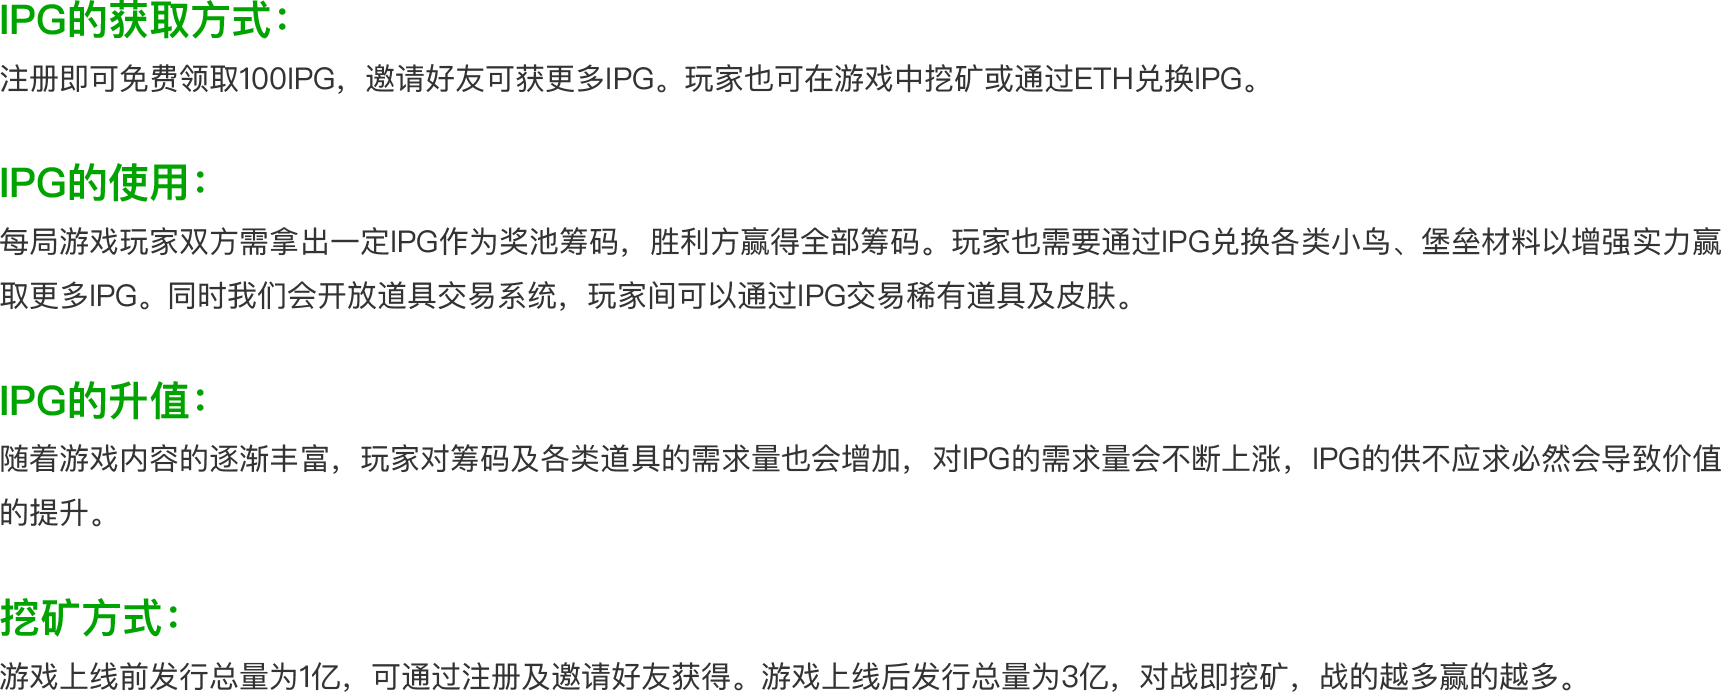 IPG的获取方式：
注册即可免费领取100IPG，邀请好友可获更多IPG。玩家也可在游戏中挖矿或通过ETH兑换IPG。
IPG的使用：
每局游戏玩家双方需拿出一定IPG作为奖池筹码，胜利方赢得全部筹码。玩家也需要通过IPG兑换各类小鸟、堡垒材料以增强实力赢
取更多IPG。同时我们会开放道具交易系统，玩家间可以通过IPG交易稀有道具及皮肤。
IPG的升值：
随着游戏内容的逐渐丰富，玩家对筹码及各类道具的需求量也会增加，对IPG的需求量会不断上涨，IPG的供不应求必然会导致价值
的提升。
挖矿方式：
游戏上线前发行总量为1亿，可通过注册及邀请好友获得。游戏上线后发行总量为3亿，对战即挖矿，战的越多赢的越多。